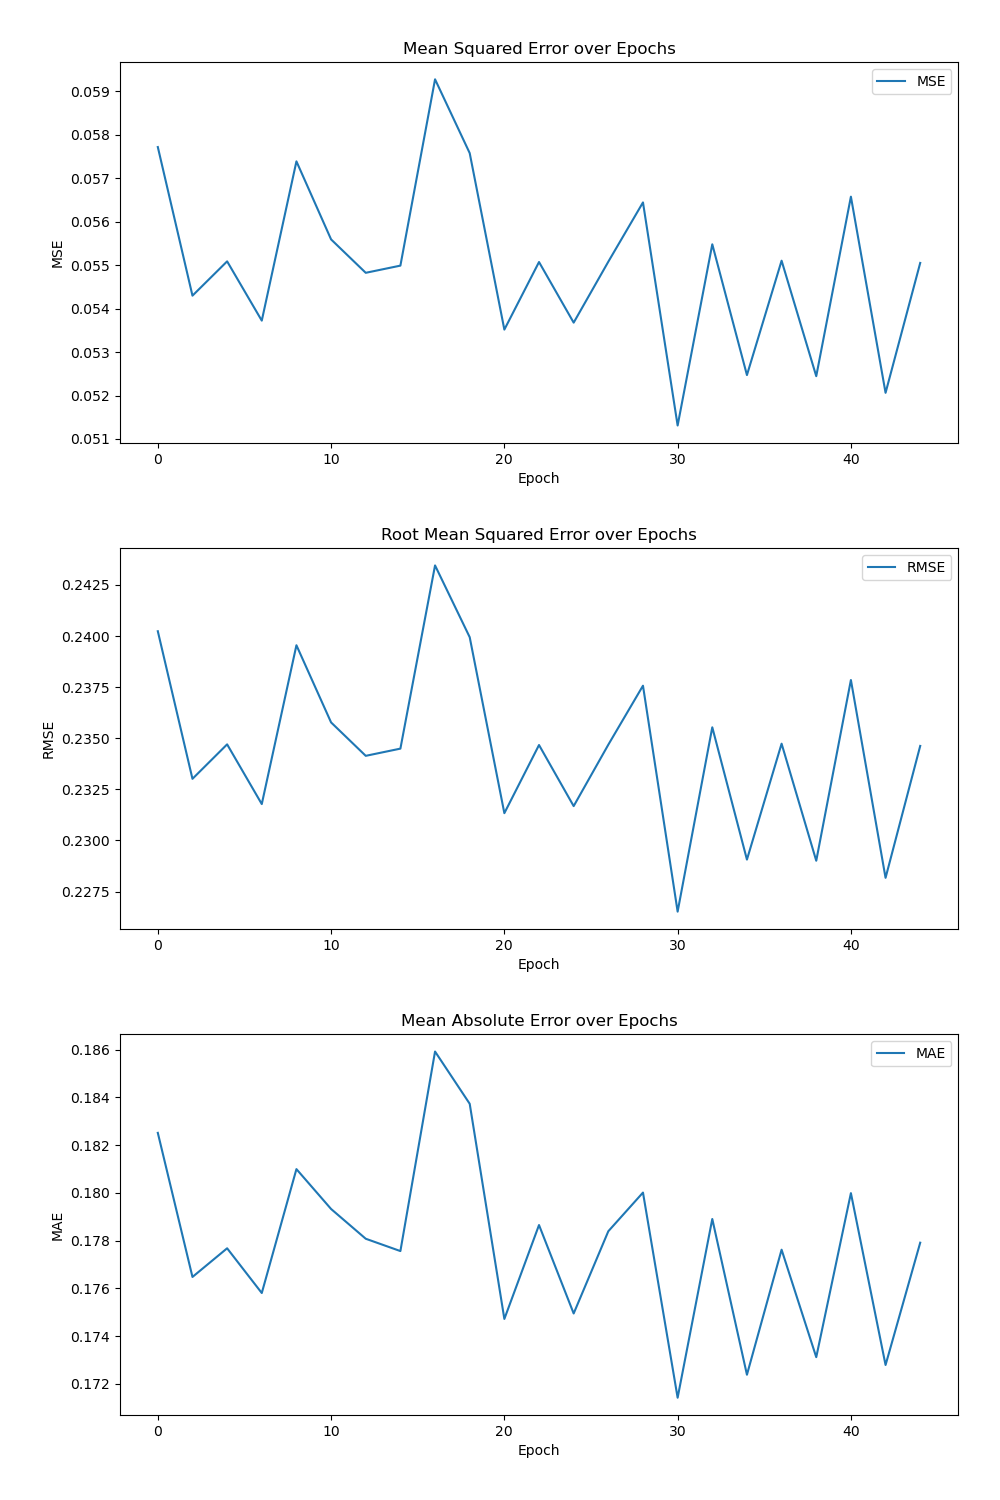 Mean Squared Error over Epochs
MSE
0.059
0.058
0.057
0.056
0.055
0.054
0.053
0.052
0.051
MSE
0 10 20 30 40
Epoch
Root Mean Squared Error over Epochs
RMSE
0.2425
0.2400
0.2375
0.2350
0.2325
0.2300
0.2275
RMSE
0 10 20 30 40
Epoch
Mean Absolute Error over Epochs
MAE
0.186
0.184
0.182
0.180
0.178
0.176
0.174
0.172
MAE
0 10 20 30 40
Epoch